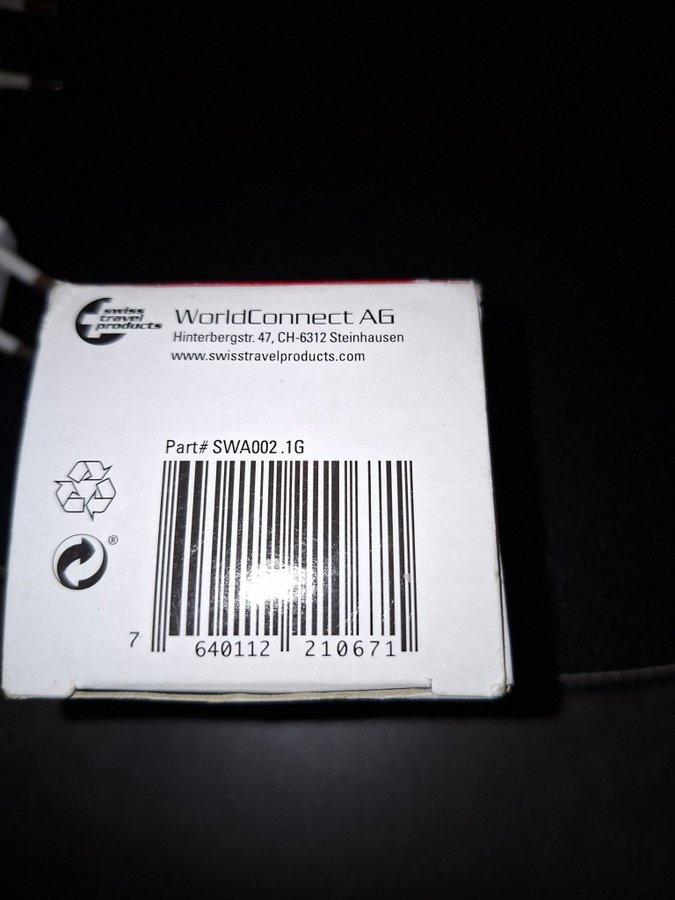 swiss
travel
products
WorldConnect AG
Hinterbergstr. 47, CH-6312 Steinhausen
www.swisstravelproducts.com
Part# SWA002.1G
®
7 640112 210671